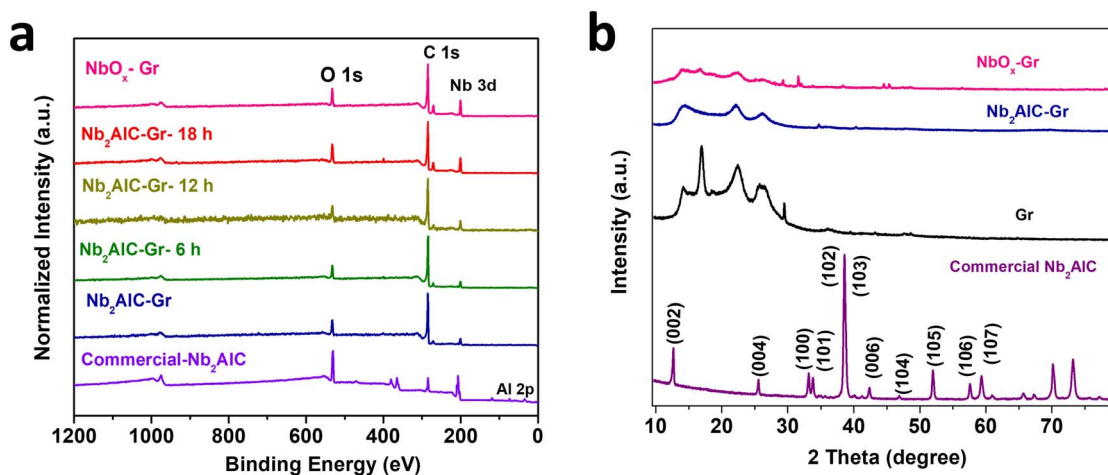 a
O 1s
C 1s
Nb 3d
NbOₓ- Gr
Nb₂AlC-Gr- 18 h
Nb₂AlC-Gr- 12 h
Nb₂AlC-Gr- 6 h
Nb₂AlC-Gr
Commercial-Nb₂AlC
Al 2p
Normalized Intensity (a.u.)
1200 1000 800 600 400 200 0
Binding Energy (eV)
b
NbOₓ-Gr
Nb₂AlC-Gr
Gr
Commercial Nb₂AlC
(002)
(004)
(100)
(101)
(102)
(103)
(006)
(104)
(105)
(106)
(107)
Intensity (a.u.)
10 20 30 40 50 60 70
2 Theta (degree)